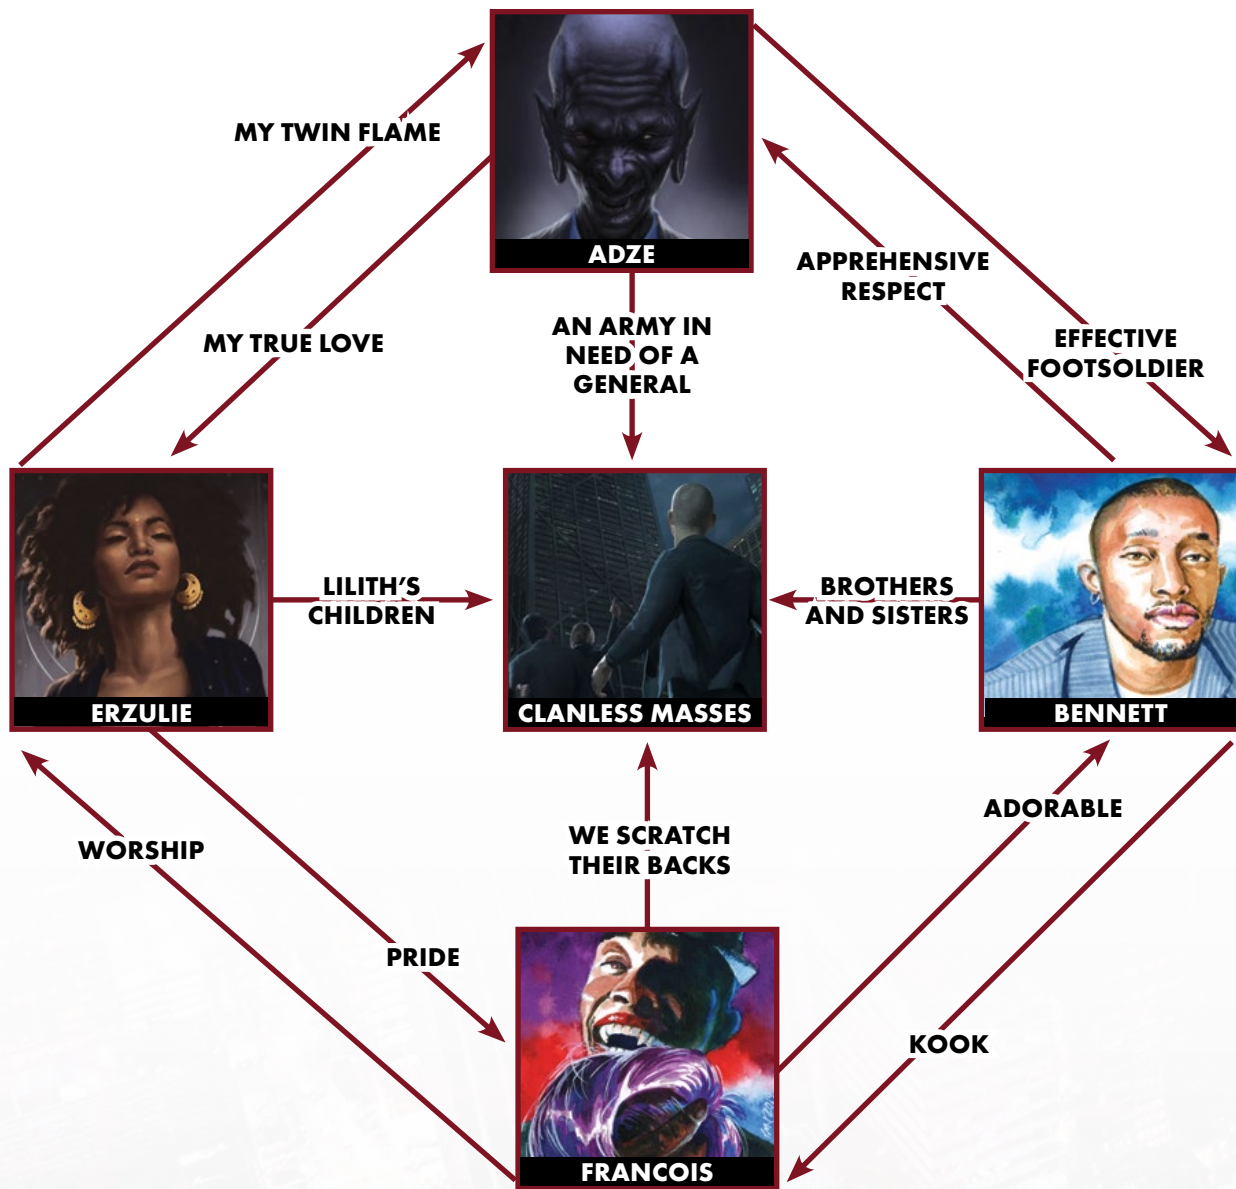 MY TWIN FLAME
ADZE
APPREHENSIVE
RESPECT
MY TRUE LOVE
AN ARMY IN
NEED OF A
GENERAL
EFFECTIVE
FOOTSOLDIER
LILITH'S
CHILDREN
BROTHERS
AND SISTERS
ERZULIE
CLANLESS MASSES
BENNETT
WORSHIP
WE SCRATCH
THEIR BACKS
ADORABLE
PRIDE
KOOK
FRANCOIS